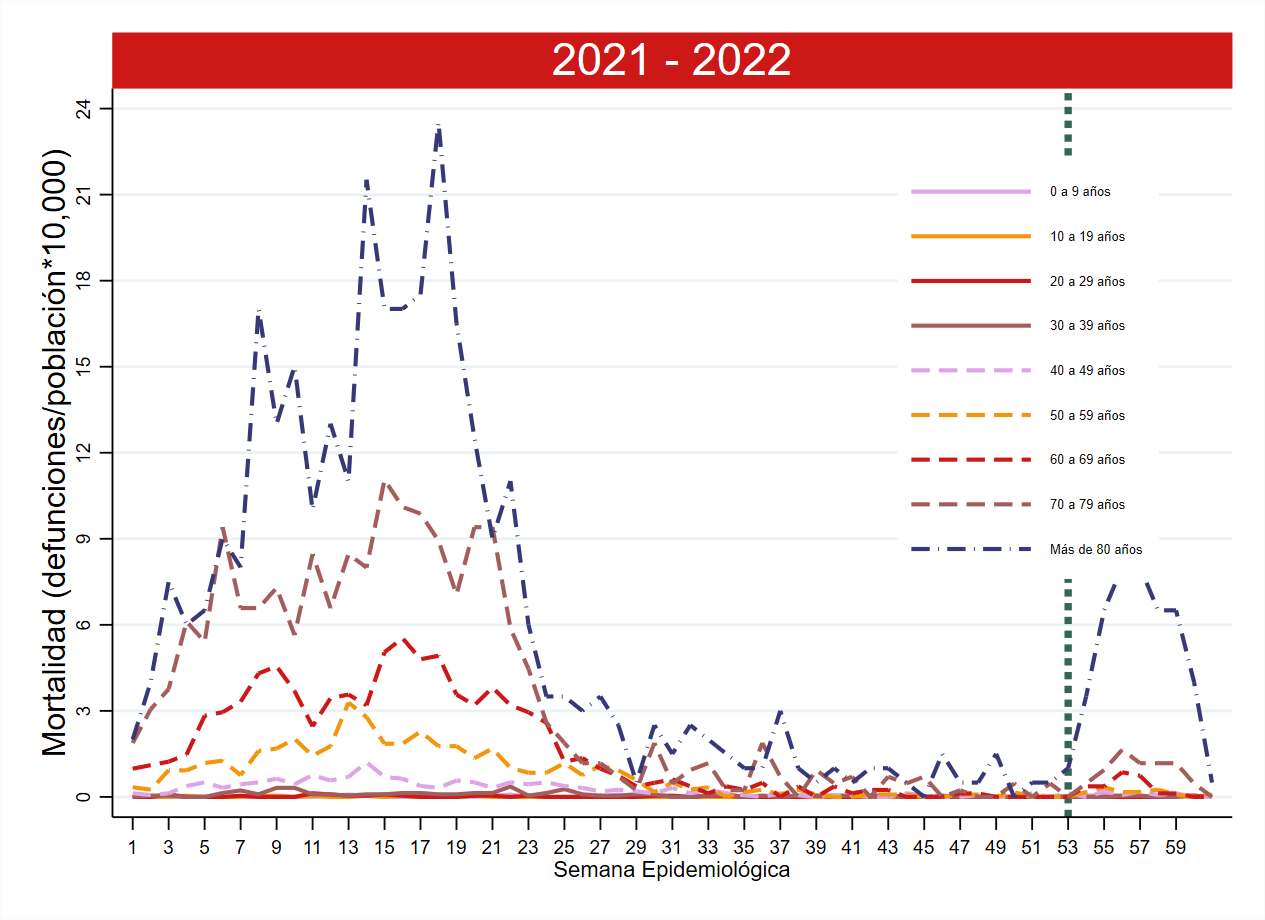 2021 - 2022
Mortalidad (defunciones/población*10,000)
24
21
18
15
12
9
6
3
0
0 a 9 años
10 a 19 años
20 a 29 años
30 a 39 años
40 a 49 años
50 a 59 años
60 a 69 años
70 a 79 años
Más de 80 años
1 3 5 7 9 11 13 15 17 19 21 23 25 27 29 31 33 35 37 39 41 43 45 47 49 51 53 55 57 59
Semana Epidemiológica